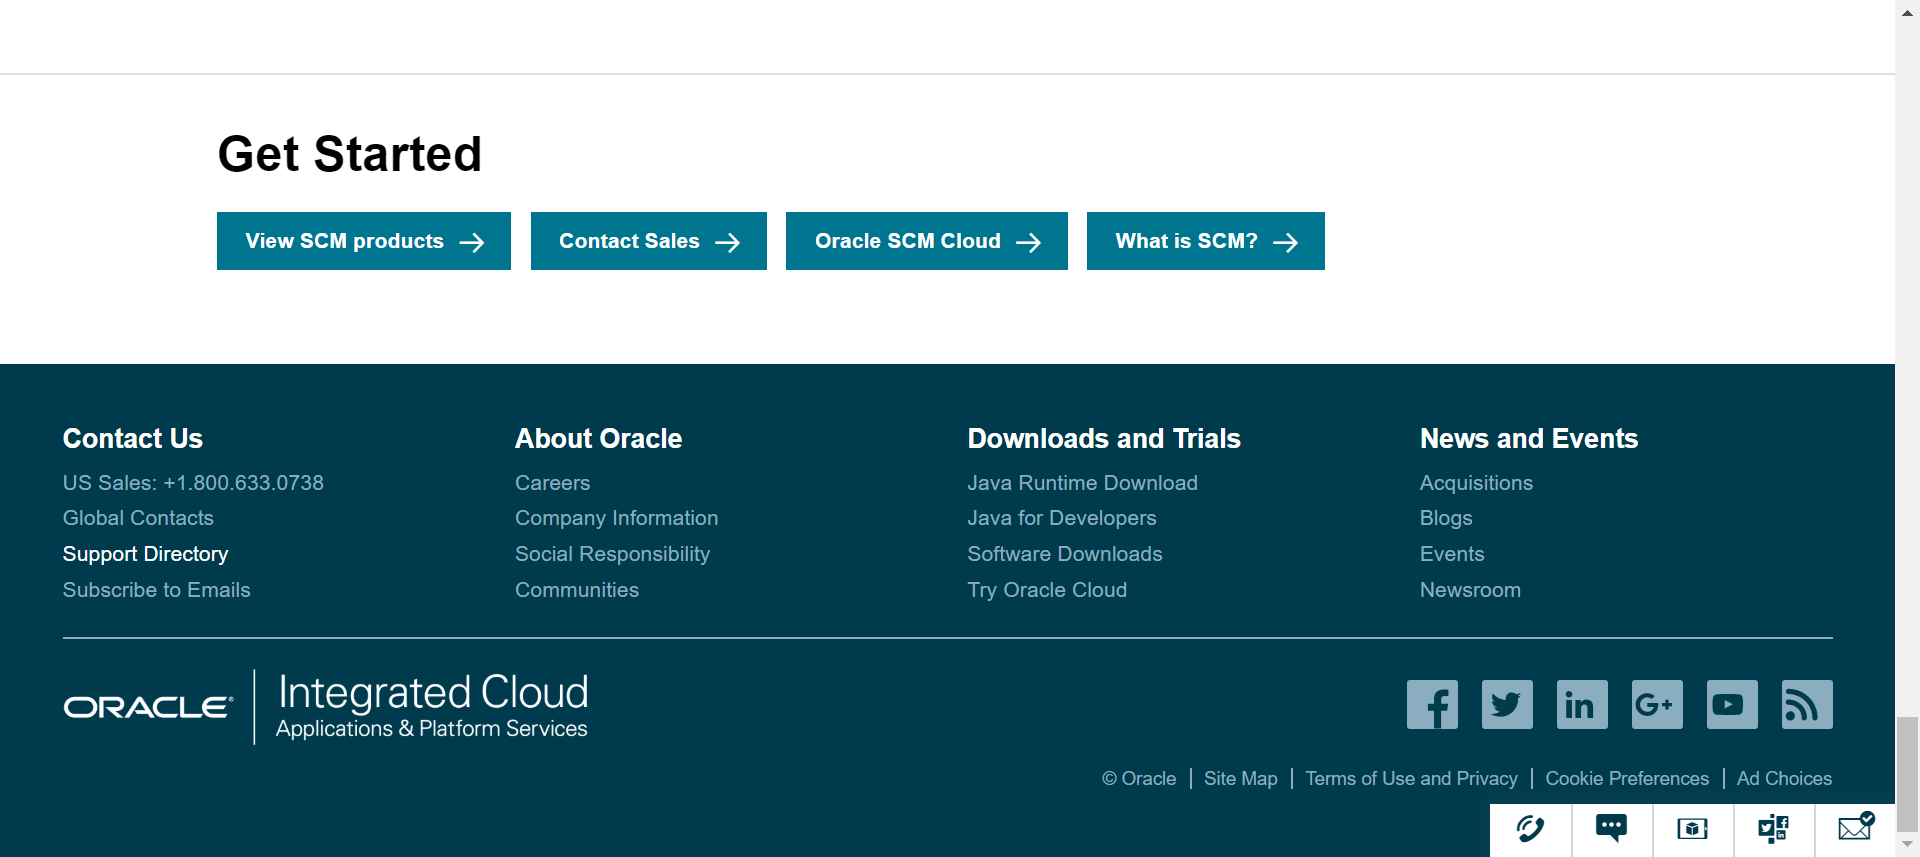 Get Started
View SCM products
Contact Sales
Oracle SCM Cloud
What is SCM?
Contact Us
US Sales: +1.800.633.0738
Global Contacts
Support Directory
Subscribe to Emails
About Oracle
Careers
Company Information
Social Responsibility
Communities
Downloads and Trials
Java Runtime Download
Java for Developers
Software Downloads
Try Oracle Cloud
News and Events
Acquisitions
Blogs
Events
Newsroom
ORACLE®
Integrated Cloud
Applications & Platform Services
© Oracle | Site Map | Terms of Use and Privacy | Cookie Preferences | Ad Choices